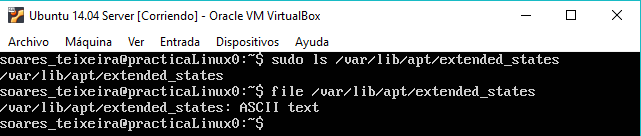 Ubuntu 14.04 Server [Corriendo] - Oracle VM VirtualBox
Archivo Máquina Ver Entrada Dispositivos Ayuda
soares_teixeira@practicaLinux0:~$ sudo ls /var/lib/apt/extended_states
/var/lib/apt/extended_states
soares_teixeira@practicaLinux0:~$ file /var/lib/apt/extended_states
/var/lib/apt/extended_states: ASCII text
soares_teixeira@practicaLinux0:~$